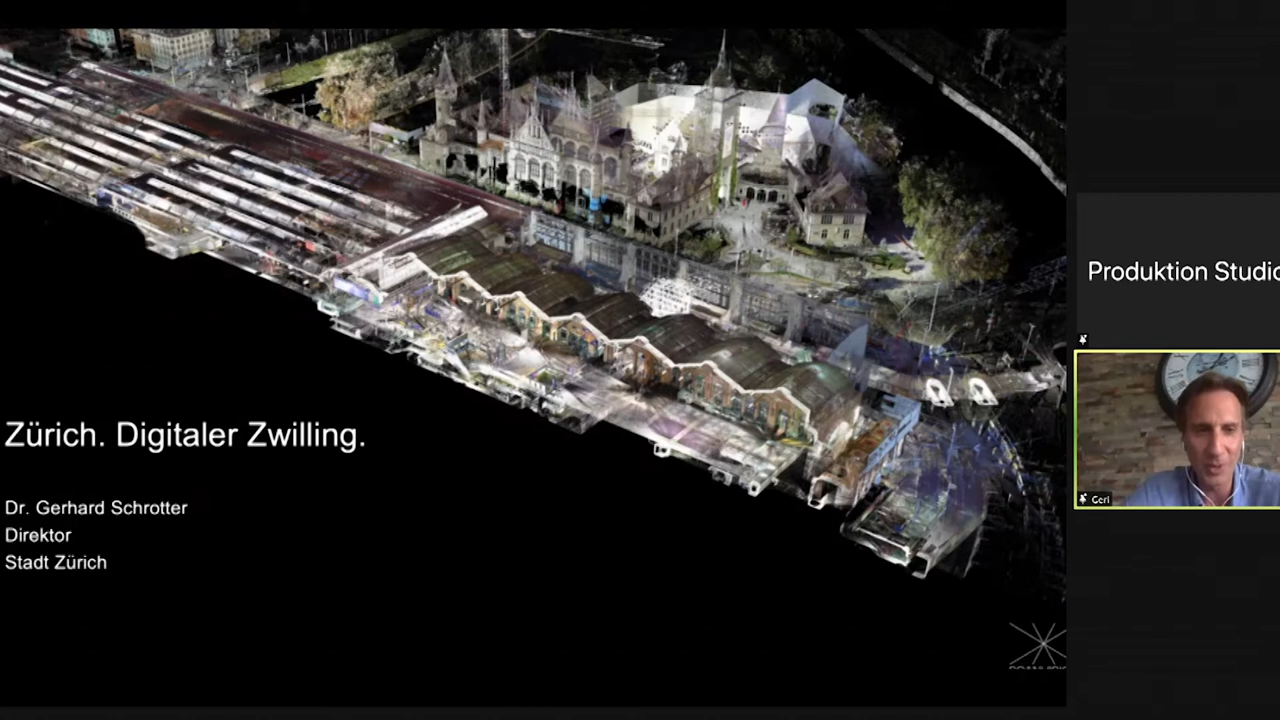 Zürich. Digitaler Zwilling.
Dr. Gerhard Schrotter
Direktor
Stadt Zürich
Produktion Studio
Geri